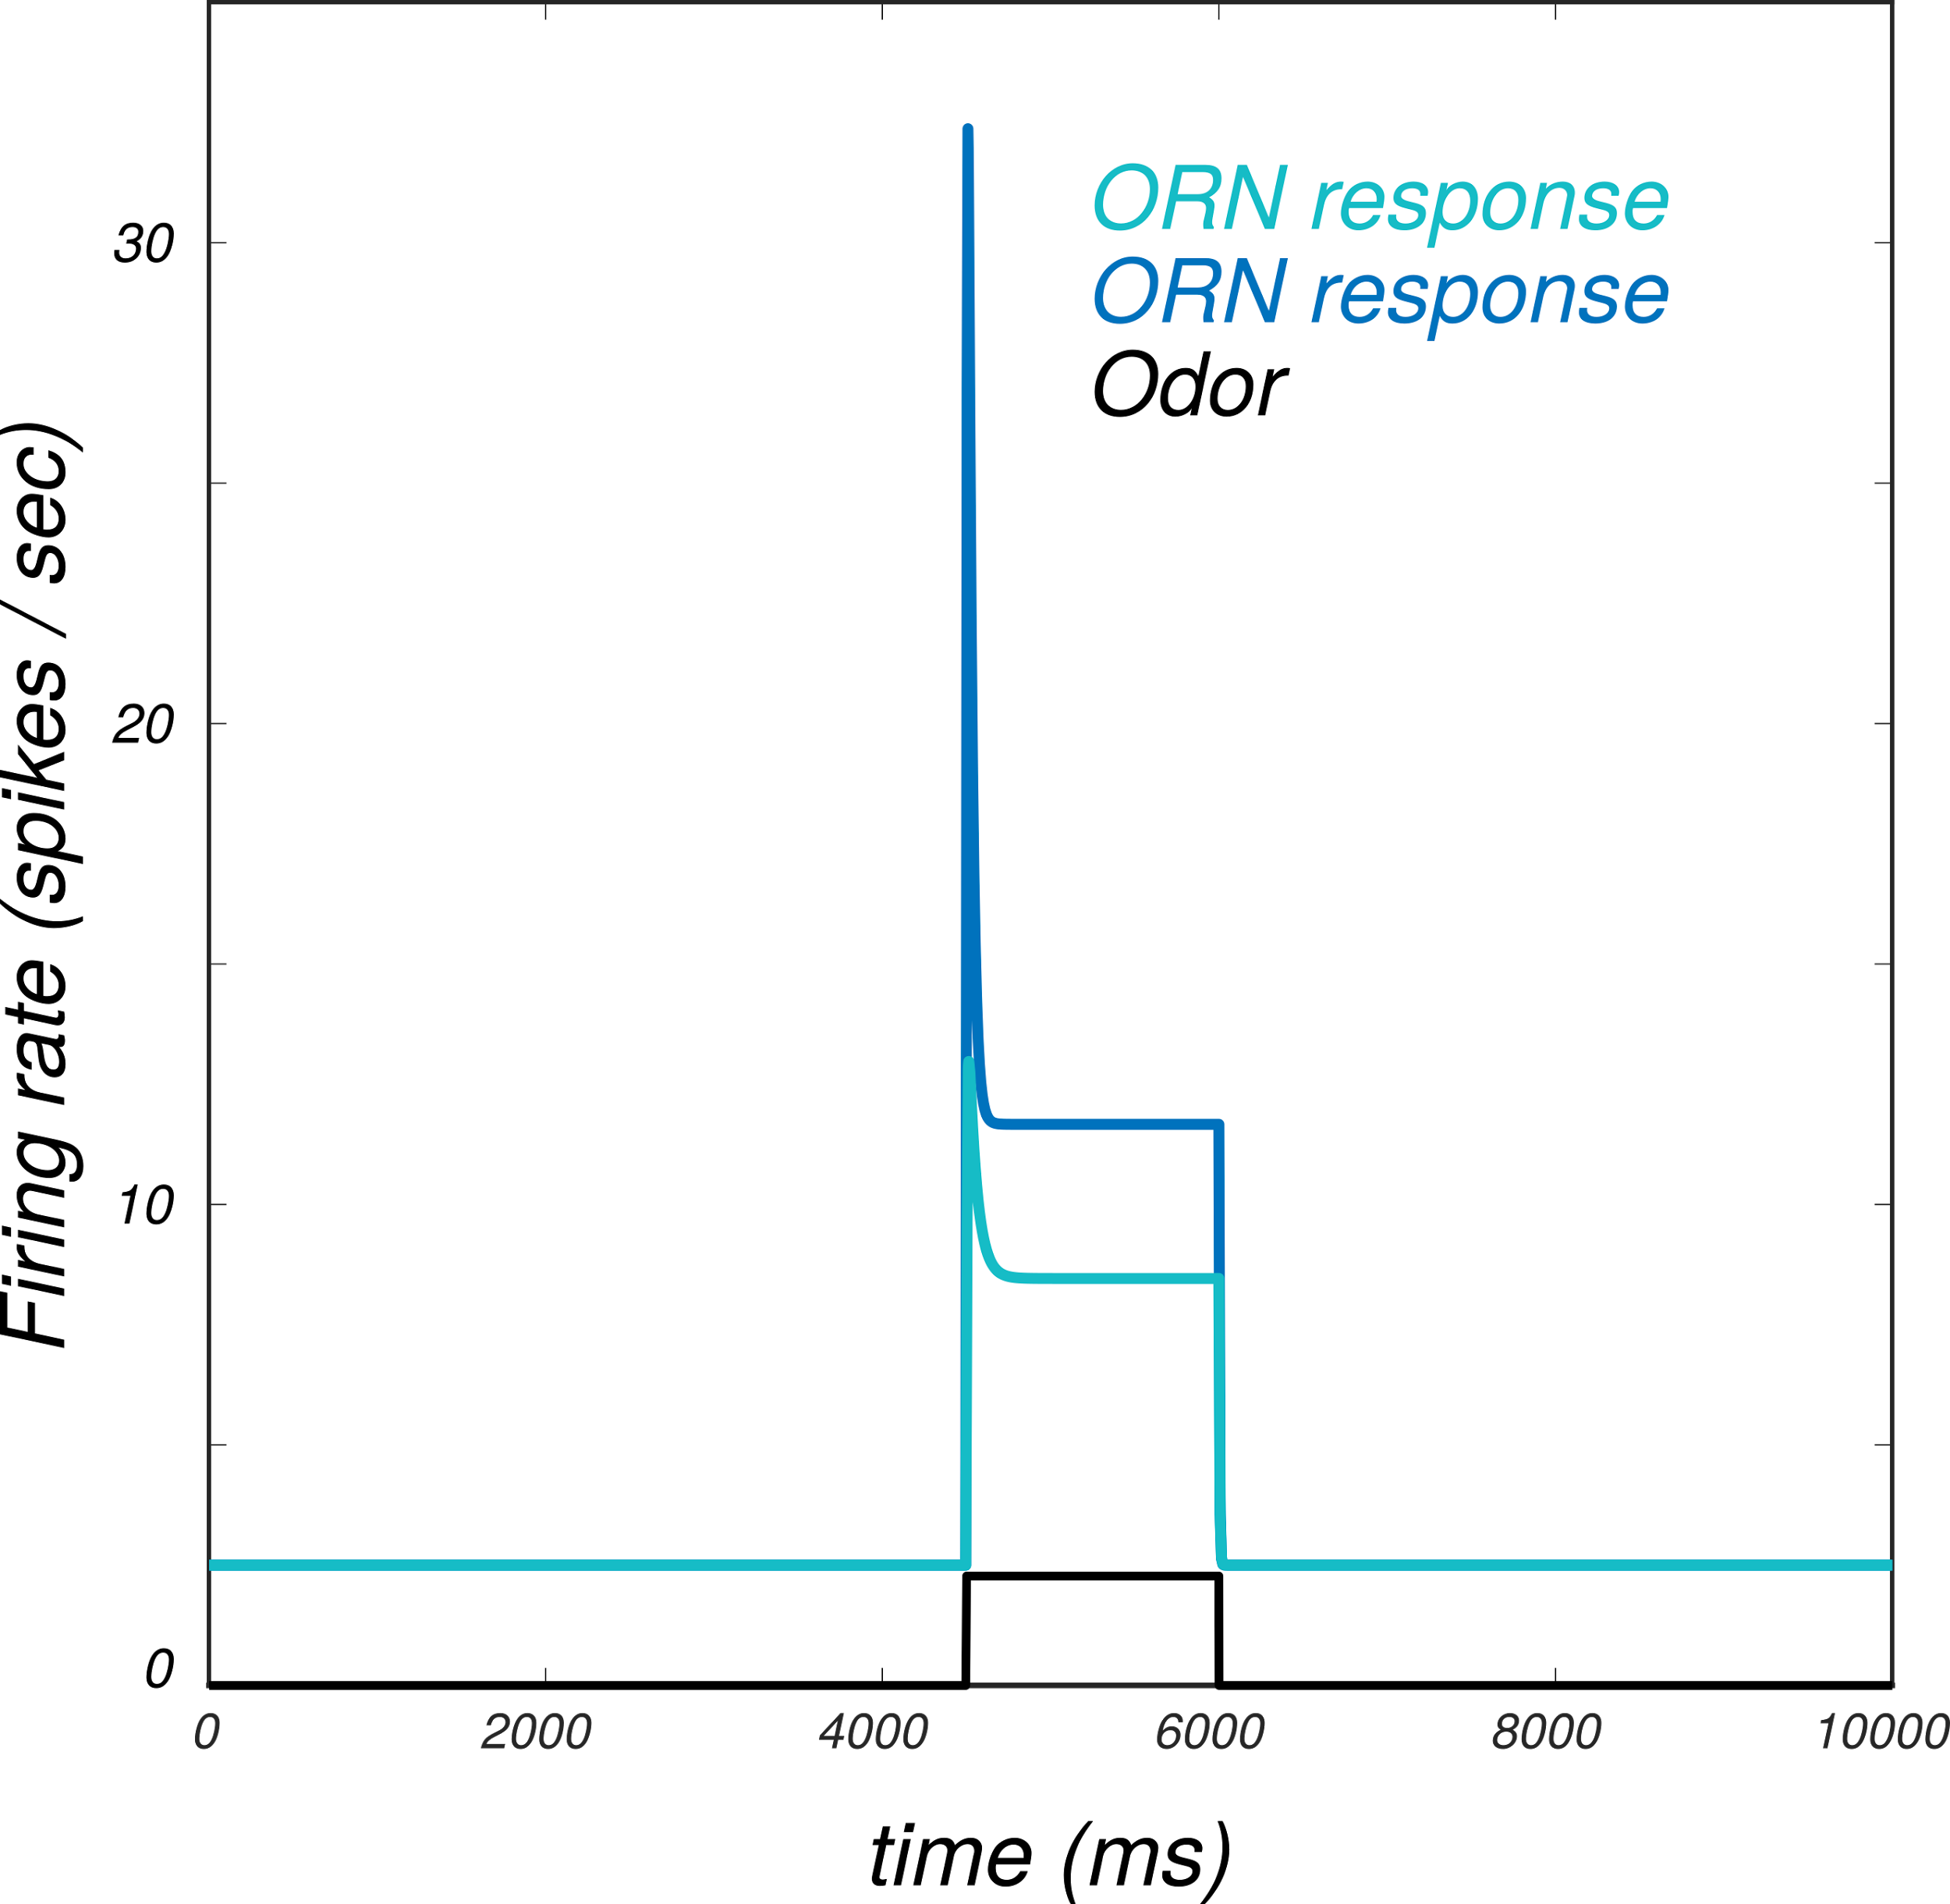 ORN response
ORN response
Odor
Firing rate (spikes / sec)
30
20
10
0
0 2000 4000 6000 8000 10000
time (ms)